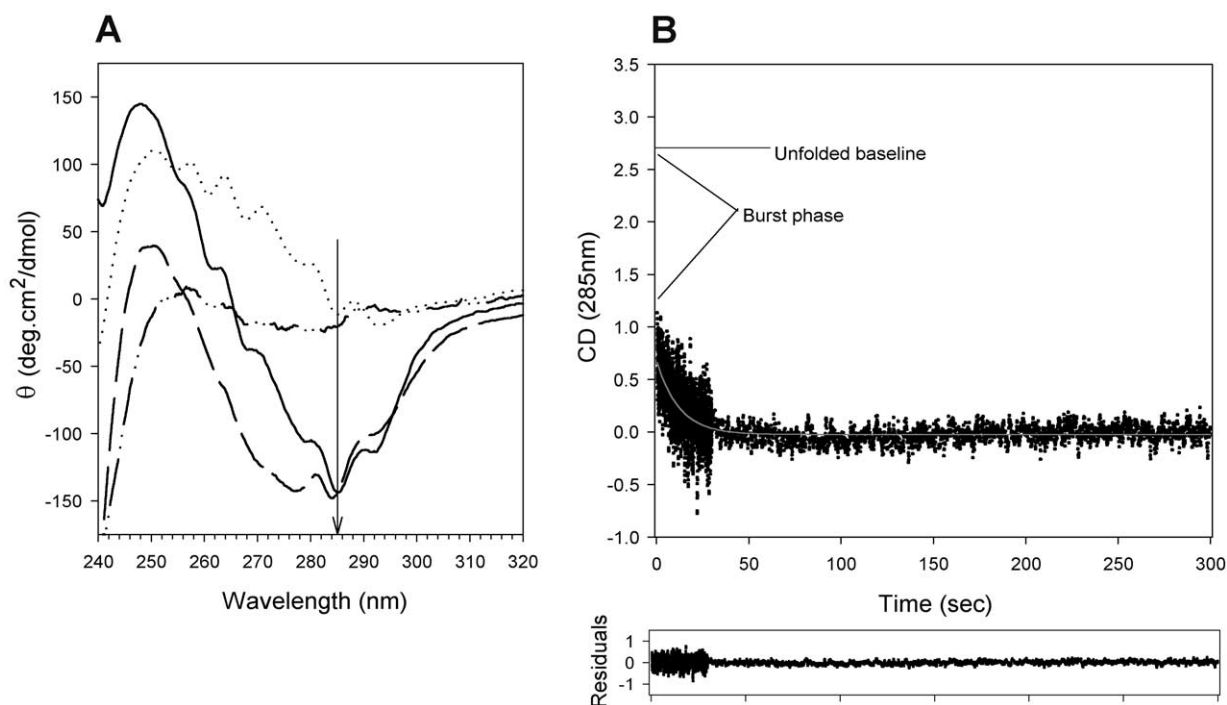 A
θ (deg.cm²/dmol)
150
100
50
0
-50
-100
-150
240 250 260 270 280 290 300 310 320
Wavelength (nm)
B
CD (285nm)
3.5
3.0
2.5
2.0
1.5
1.0
0.5
0.0
-0.5
-1.0
Unfolded baseline
Burst phase
0 50 100 150 200 250 300
Time (sec)
Residuals
1
0
-1